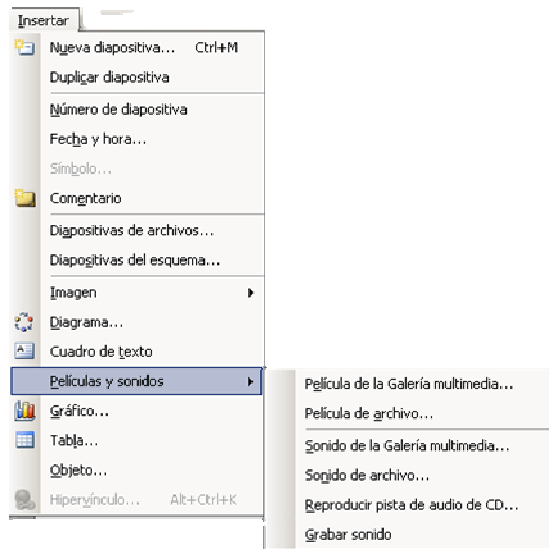 Insertar
Nueva diapositiva... Ctrl+M
Duplicar diapositiva
Número de diapositiva
Fecha y hora...
Símbolo...
Comentario
Diapositivas de archivos...
Diapositivas del esquema...
Imagen
Diagrama...
Cuadro de texto
Películas y sonidos
Gráfico...
Tabla...
Objeto...
Hipervínculo... Alt+Ctrl+K
Película de la Galería multimedia...
Película de archivo...
Sonido de la Galería multimedia...
Sonido de archivo...
Reproducir pista de audio de CD...
Grabar sonido